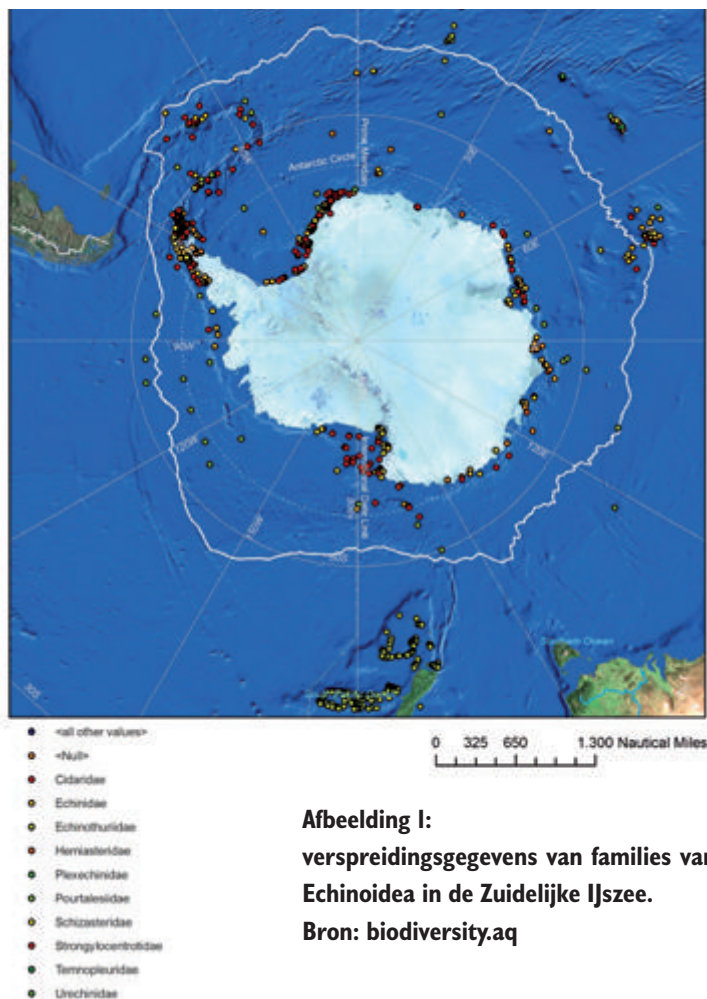 Antarctic Circle
Prime Meridian
90W
120W
Southern Ocean
<all other values>
<Null>
Cidaridae
Echinidae
Echinothuriidae
Hemiasteridae
Plexechinidae
Pourtalesiidae
Schizasteridae
Strongylocentrotidae
Temnopleuridae
Urechinidae
0 325 650 1.300 Nautical Miles
Afbeelding I:
verspreidingsgegevens van families van
Echinoidea in de Zuidelijke IJszee.
Bron: biodiversity.aq